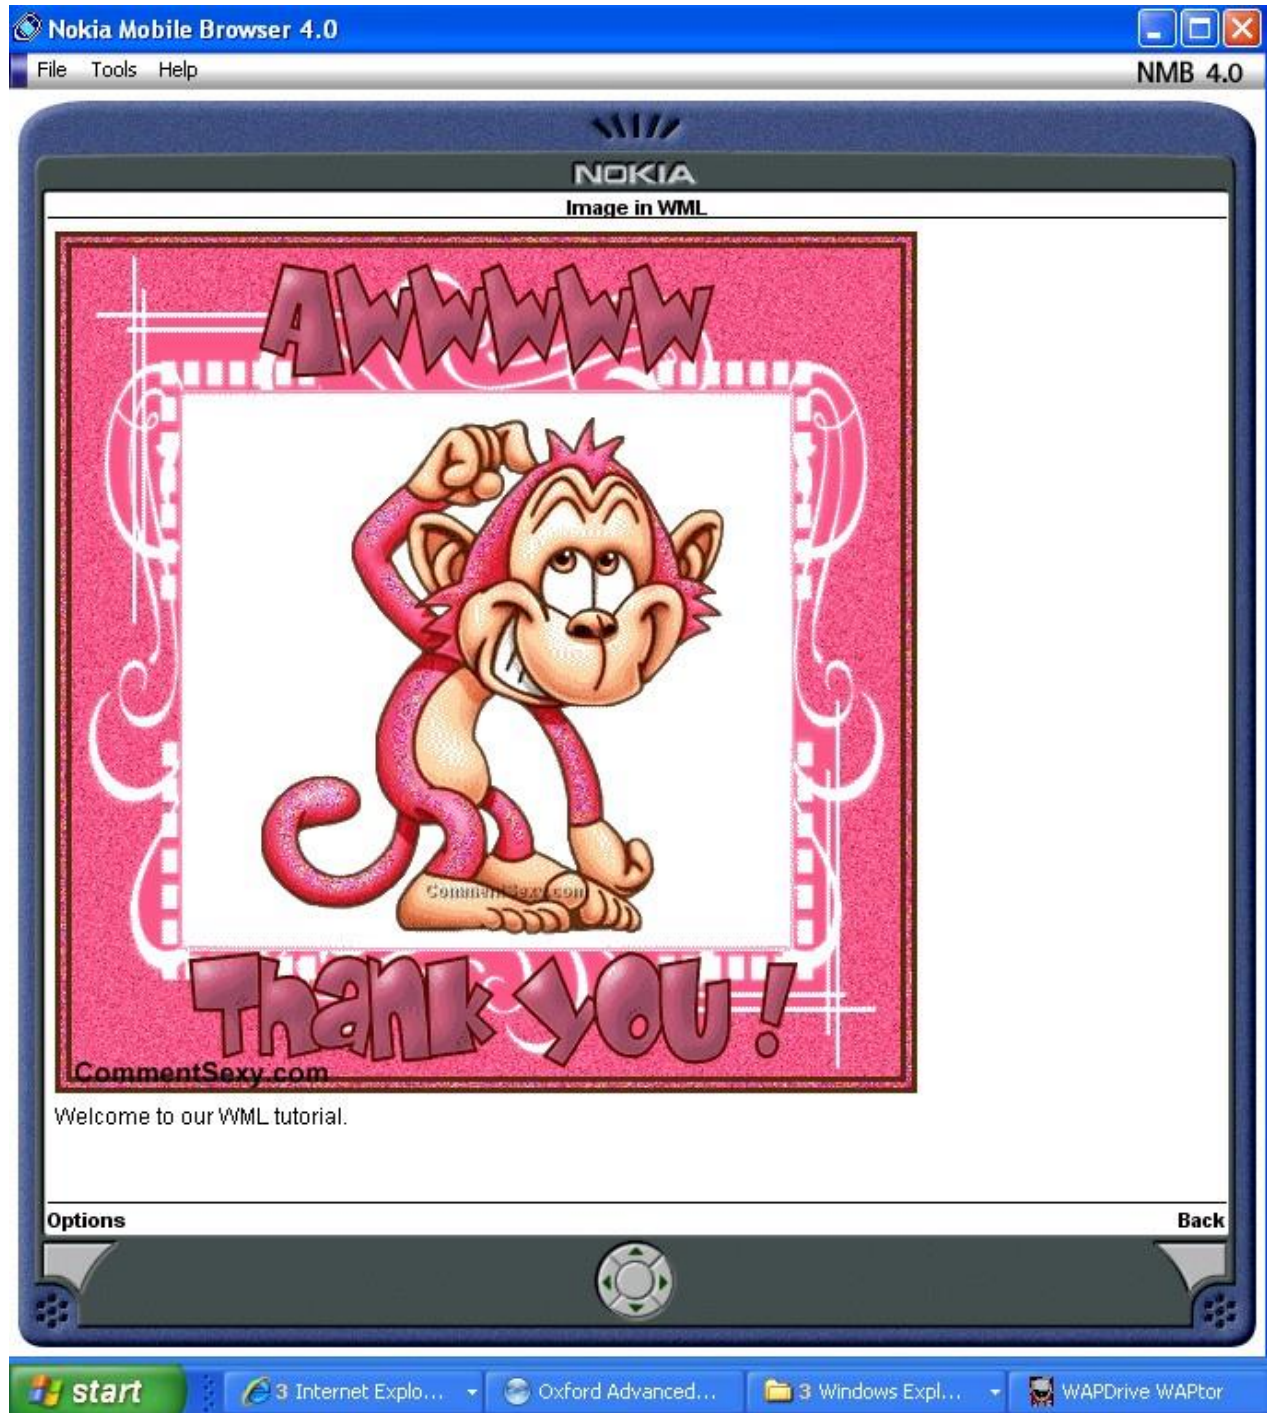 Nokia Mobile Browser 4.0
File Tools Help
NMB 4.0
NOKIA
Image in WML
AWWWWW
CommentSexy.com
Thank you!
CommentSexy.com
Welcome to our WML tutorial.
Options
Back
start
3 Internet Explo...
Oxford Advanced...
3 Windows Expl...
WAPDrive WAPtor